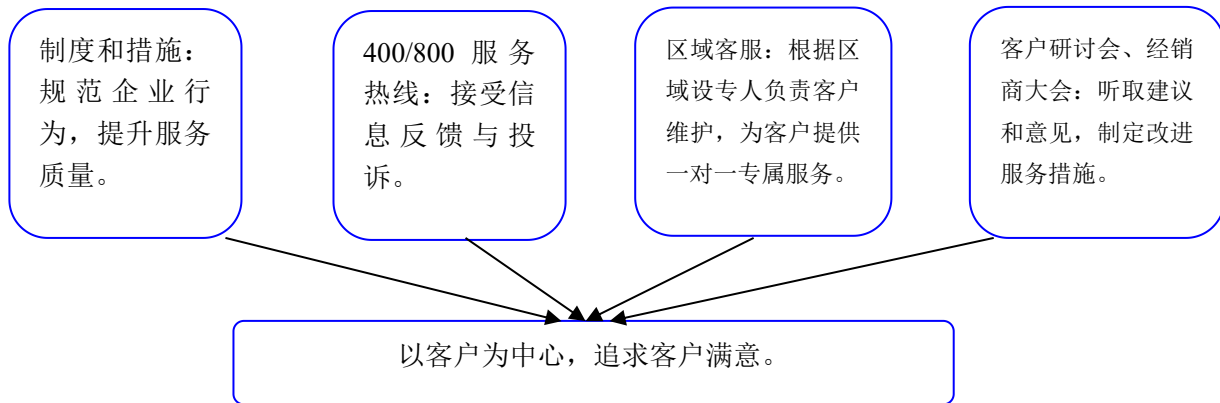 制度和措施：
规范企业行
为，提升服务
质量。
400/800 服务
热线：接受信
息反馈与投
诉。
区域客服：根据区
域设专人负责客户
维护，为客户提供
一对一专属服务。
客户研讨会、经销
商大会：听取建议
和意见，制定改进
服务措施。
以客户为中心，追求客户满意。